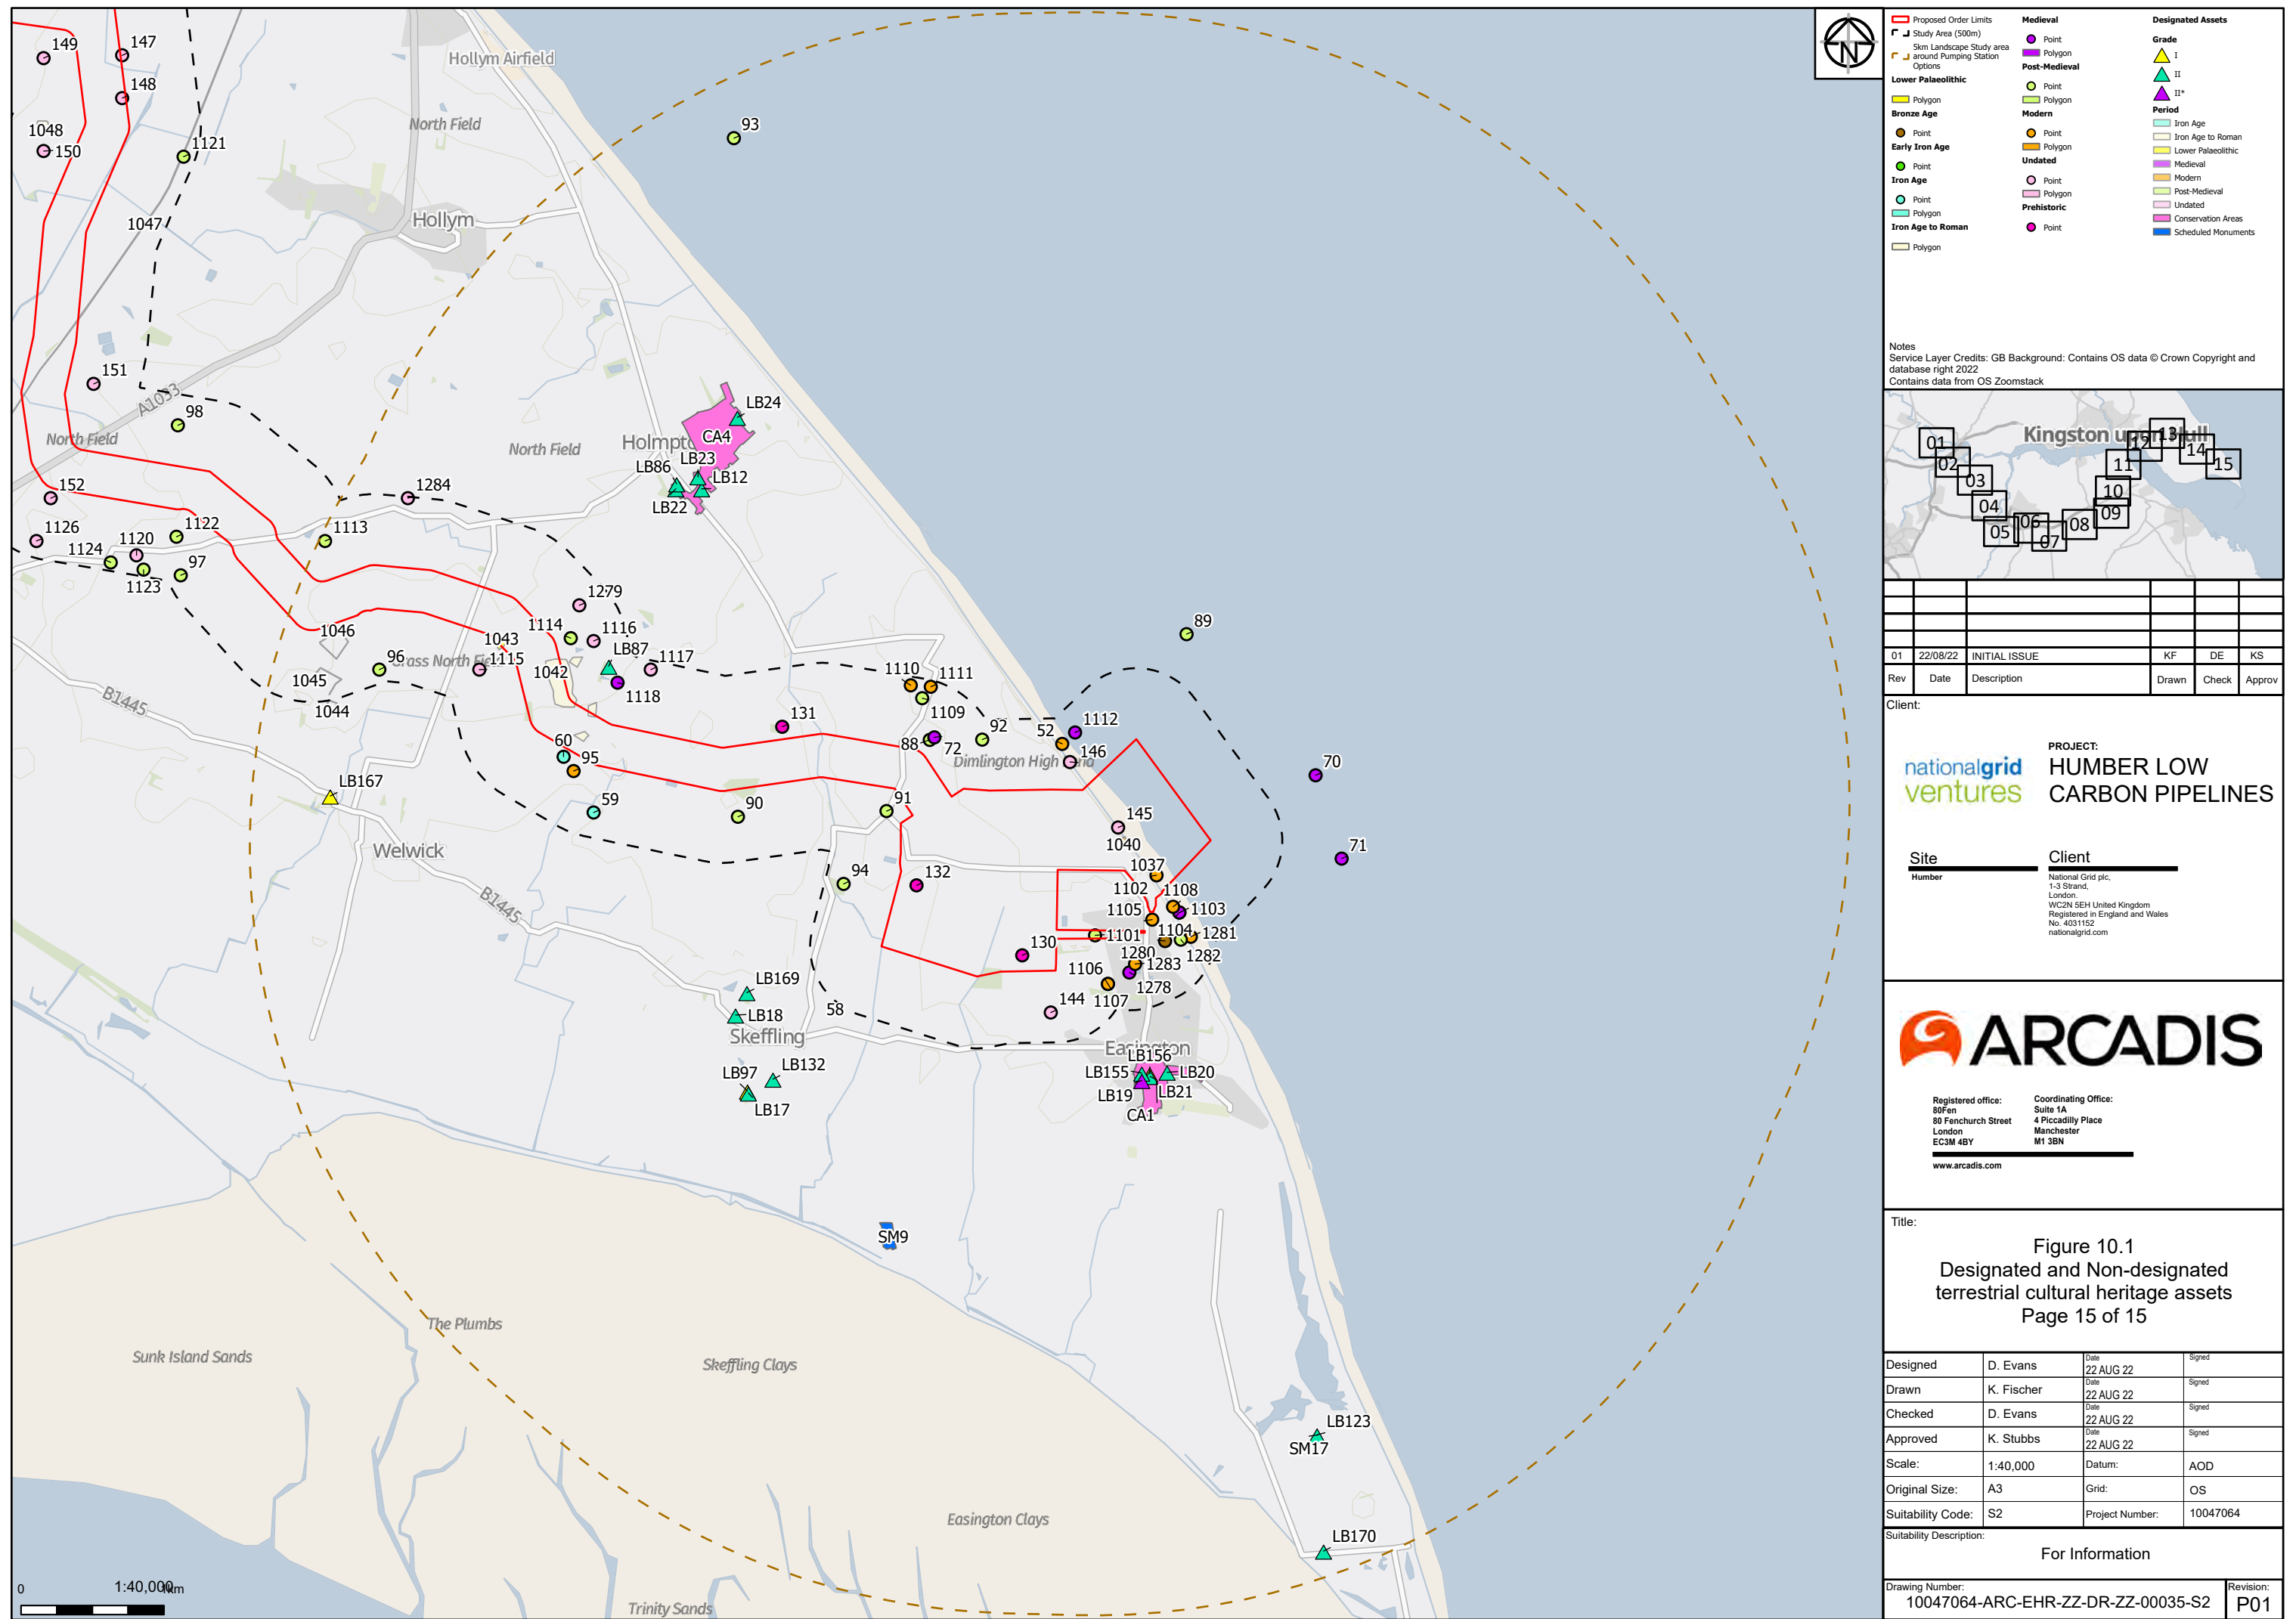 149
147
148
1048
150
1121
1047
Hollym Airfield
North Field
Hollym
93
151
A1033
98
North Field
152
1126
1124
1120
1122
1123
97
1284
1113
North Field
LB24
Holmpto
CA4
LB23
LB86
LB12
LB22
1279
1114
1116
1043
1046
LB87
1117
96
1115
1042
1118
1045
1044
B1445
1110
1111
1109
92
131
88
72
89
52
1112
146
Dimlington High
60
95
LB167
59
90
91
70
71
Welwick
B1445
145
1040
94
132
1037
1102
1108
1105
1103
1101
1104
1281
130
1280
1282
1106
1283
1278
1107
144
58
LB169
LB18
Skeffling
LB132
LB97
LB17
Easington
LB156
LB155
LB20
LB19
LB21
CA1
SM9
The Plumbs
Sunk Island Sands
Skeffling Clays
LB123
SM17
Easington Clays
LB170
Trinity Sands
0
1:40,000
1km
N
Proposed Order Limits
Study Area (500m)
5km Landscape Study area
around Pumping Station
Options
Lower Palaeolithic
Polygon
Bronze Age
Point
Early Iron Age
Point
Iron Age
Point
Polygon
Iron Age to Roman
Polygon
Medieval
Point
Polygon
Post-Medieval
Point
Polygon
Modern
Point
Polygon
Undated
Point
Polygon
Prehistoric
Point
Designated Assets
Grade
I
II
II*
Period
Iron Age
Iron Age to Roman
Lower Palaeolithic
Medieval
Modern
Post-Medieval
Undated
Conservation Areas
Scheduled Monuments
Notes
Service Layer Credits: GB Background: Contains OS data © Crown Copyright and
database right 2022
Contains data from OS Zoomstack
Kingston upon Hull
01
02
03
04
05
06
07
08
09
10
11
12
13
14
15
01 22/08/22 INITIAL ISSUE KF DE KS
Rev Date Description Drawn Check Approv
Client:
nationalgrid
ventures
PROJECT:
HUMBER LOW
CARBON PIPELINES
Site
Humber
Client
National Grid plc,
1-3 Strand,
London.
WC2N 5EH United Kingdom
Registered in England and Wales
No. 4031152
nationalgrid.com
ARCADIS
Registered office:
80Fen
80 Fenchurch Street
London
EC3M 4BY
Coordinating Office:
Suite 1A
4 Piccadilly Place
Manchester
M1 3BN
www.arcadis.com
Title:
Figure 10.1
Designated and Non-designated
terrestrial cultural heritage assets
Page 15 of 15
Designed D. Evans Date 22 AUG 22 Signed
Drawn K. Fischer Date 22 AUG 22 Signed
Checked D. Evans Date 22 AUG 22 Signed
Approved K. Stubbs Date 22 AUG 22 Signed
Scale: 1:40,000 Datum: AOD
Original Size: A3 Grid: OS
Suitability Code: S2 Project Number: 10047064
Suitability Description:
For Information
Drawing Number:
10047064-ARC-EHR-ZZ-DR-ZZ-00035-S2
Revision:
P01